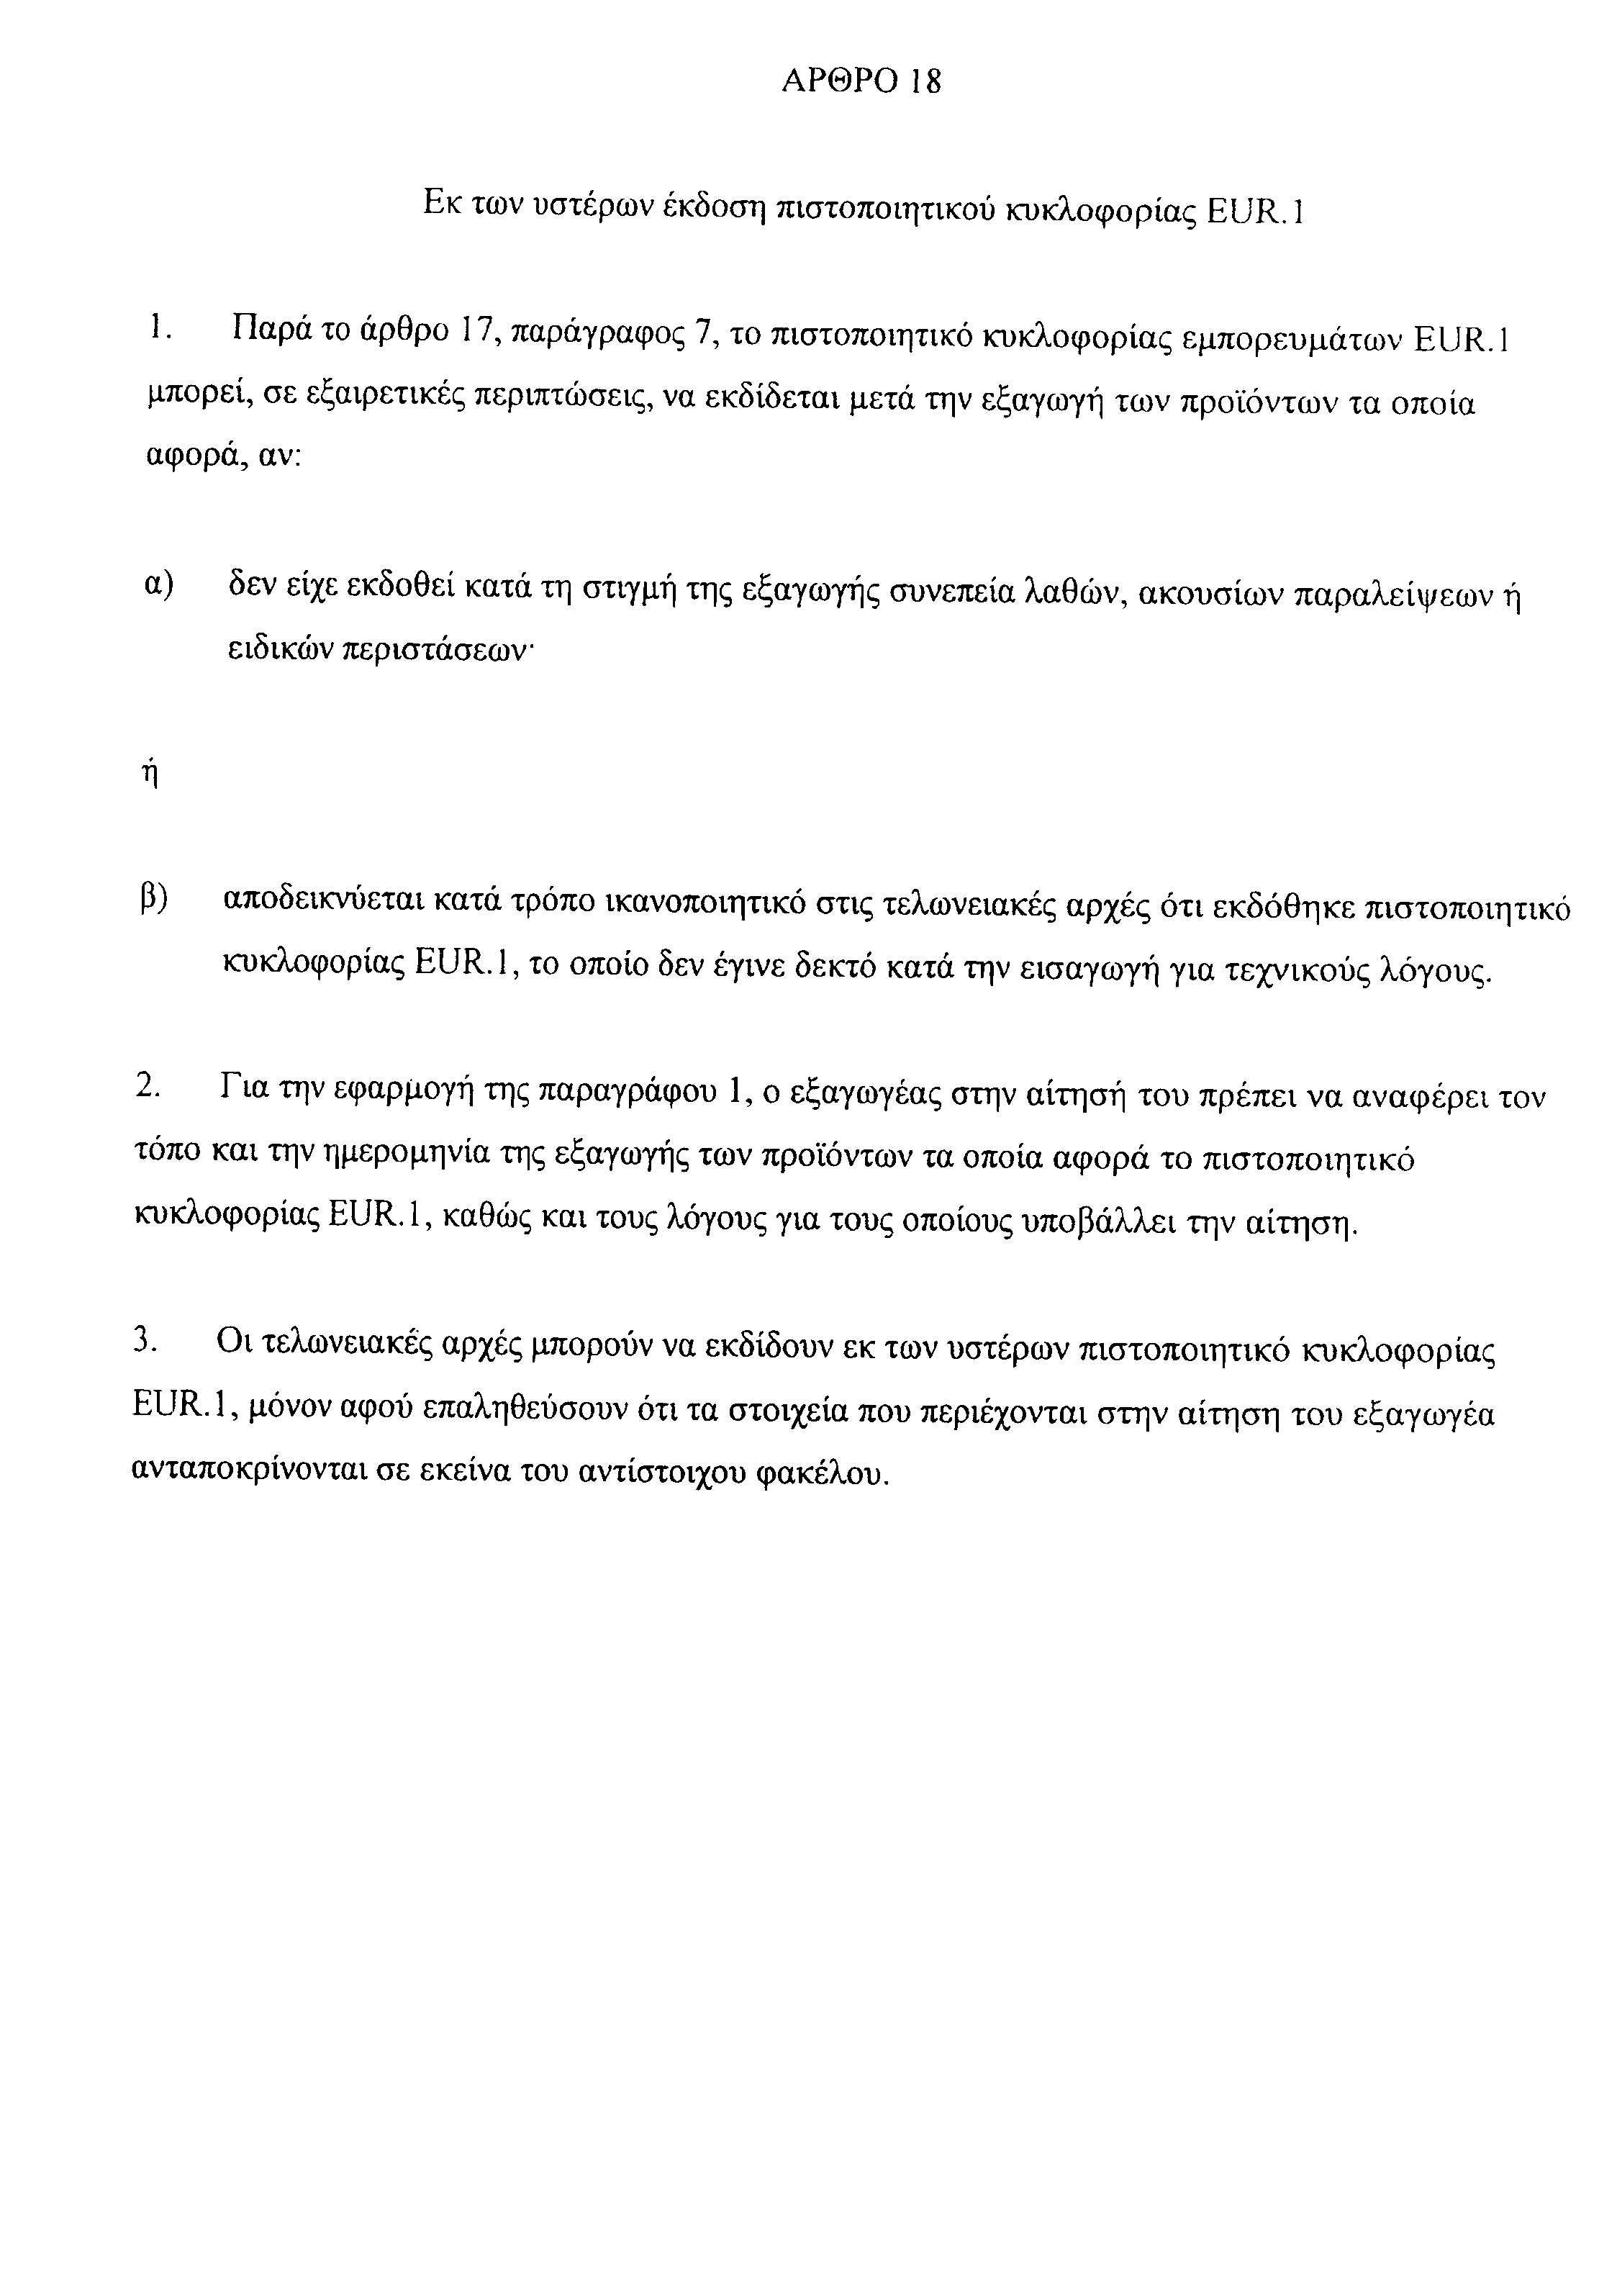 ΑΡΘΡΟ 18
Εκ των υστέρων έκδοση πιστοποιητικού κυκλοφορίας EUR.1
1. Παρά το άρθρο 17, παράγραφος 7, το πιστοποιητικό κυκλοφορίας εμπορευμάτων EUR.1
μπορεί, σε εξαιρετικές περιπτώσεις, να εκδίδεται μετά την εξαγωγή των προϊόντων τα οποία
αφορά, αν:
α) δεν είχε εκδοθεί κατά τη στιγμή της εξαγωγής συνεπεία λαθών, ακουσίων παραλείψεων ή
ειδικών περιστάσεων·
ή
β) αποδεικνύεται κατά τρόπο ικανοποιητικό στις τελωνειακές αρχές ότι εκδόθηκε πιστοποιητικό
κυκλοφορίας EUR.1, το οποίο δεν έγινε δεκτό κατά την εισαγωγή για τεχνικούς λόγους.
2. Για την εφαρμογή της παραγράφου 1, ο εξαγωγέας στην αίτησή του πρέπει να αναφέρει τον
τόπο και την ημερομηνία της εξαγωγής των προϊόντων τα οποία αφορά το πιστοποιητικό
κυκλοφορίας EUR.1, καθώς και τους λόγους για τους οποίους υποβάλλει την αίτηση.
3. Οι τελωνειακές αρχές μπορούν να εκδίδουν εκ των υστέρων πιστοποιητικό κυκλοφορίας
EUR.1, μόνον αφού επαληθεύσουν ότι τα στοιχεία που περιέχονται στην αίτηση του εξαγωγέα
ανταποκρίνονται σε εκείνα του αντίστοιχου φακέλου.